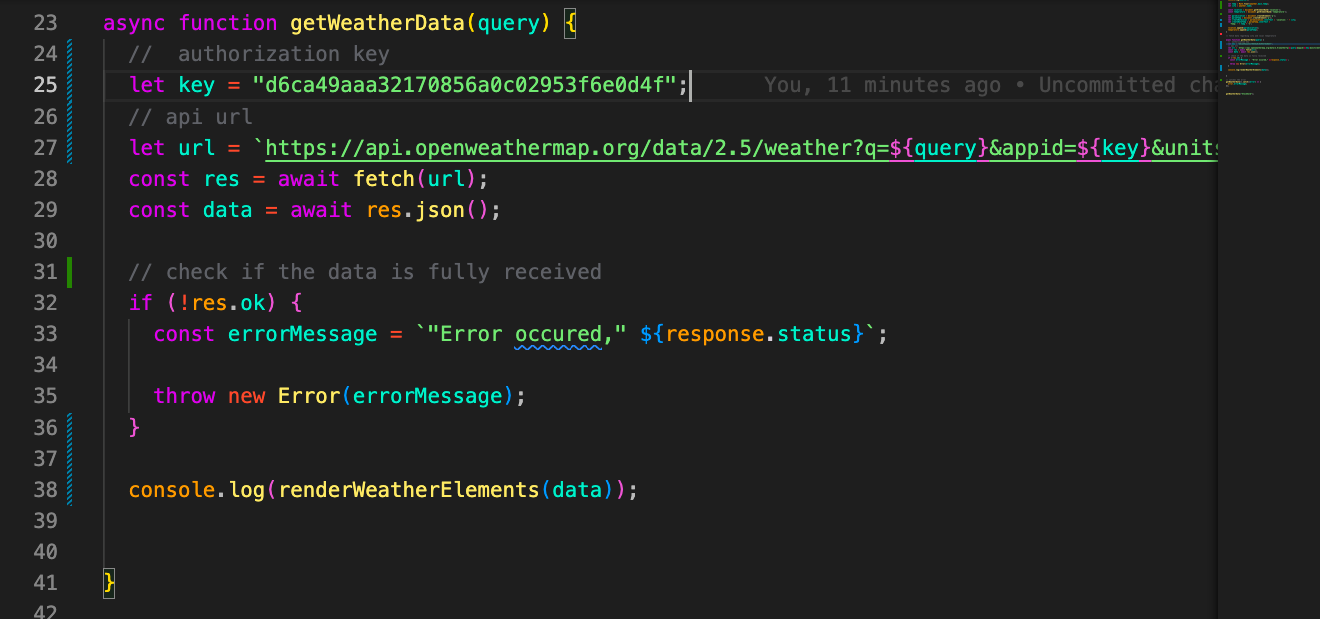 23 async function getWeatherData(query) {
24 //  authorization key
25 let key = "d6ca49aaa32170856a0c02953f6e0d4f"; You, 11 minutes ago • Uncommitted cha
26 // api url
27 let url = `https://api.openweathermap.org/data/2.5/weather?q=${query}&appid=${key}&units
28 const res = await fetch(url);
29 const data = await res.json();
30
31 // check if the data is fully received
32 if (!res.ok) {
33 const errorMessage = `"Error occured," ${response.status}`;
34
35 throw new Error(errorMessage);
36 }
37
38 console.log(renderWeatherElements(data));
39
40
41 }
42